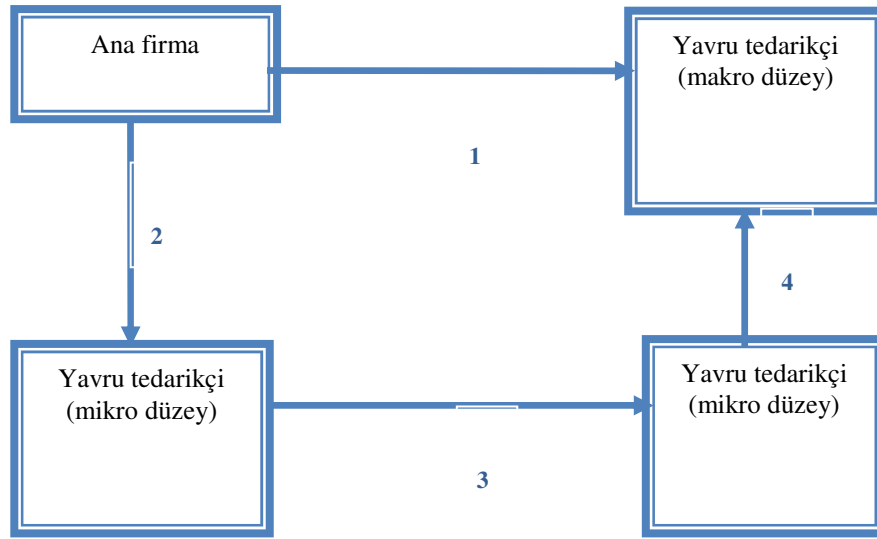 Ana firma
Yavru tedarikçi
(makro düzey)
1
2
4
Yavru tedarikçi
(mikro düzey)
Yavru tedarikçi
(mikro düzey)
3